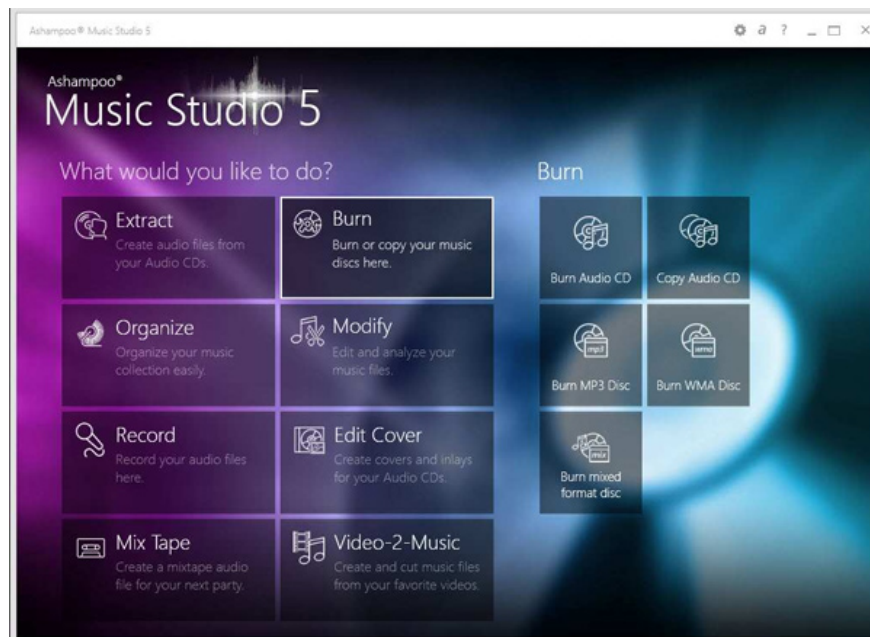 Ashampoo® Music Studio 5
a ?
Ashampoo®
Music Studio 5
What would you like to do?
Extract
Create audio files from
your Audio CDs.
Burn
Burn or copy your music
discs here.
Organize
Organize your music
collection easily.
Modify
Edit and analyze your
music files.
Record
Record your audio files
here.
Edit Cover
Create covers and inlays
for your Audio CDs.
Mix Tape
Create a mixtape audio
file for your next party.
Video-2-Music
Create and cut music files
from your favorite videos.
Burn
Burn Audio CD
Copy Audio CD
mp3
Burn MP3 Disc
wma
Burn WMA Disc
mix
Burn mixed
format disc